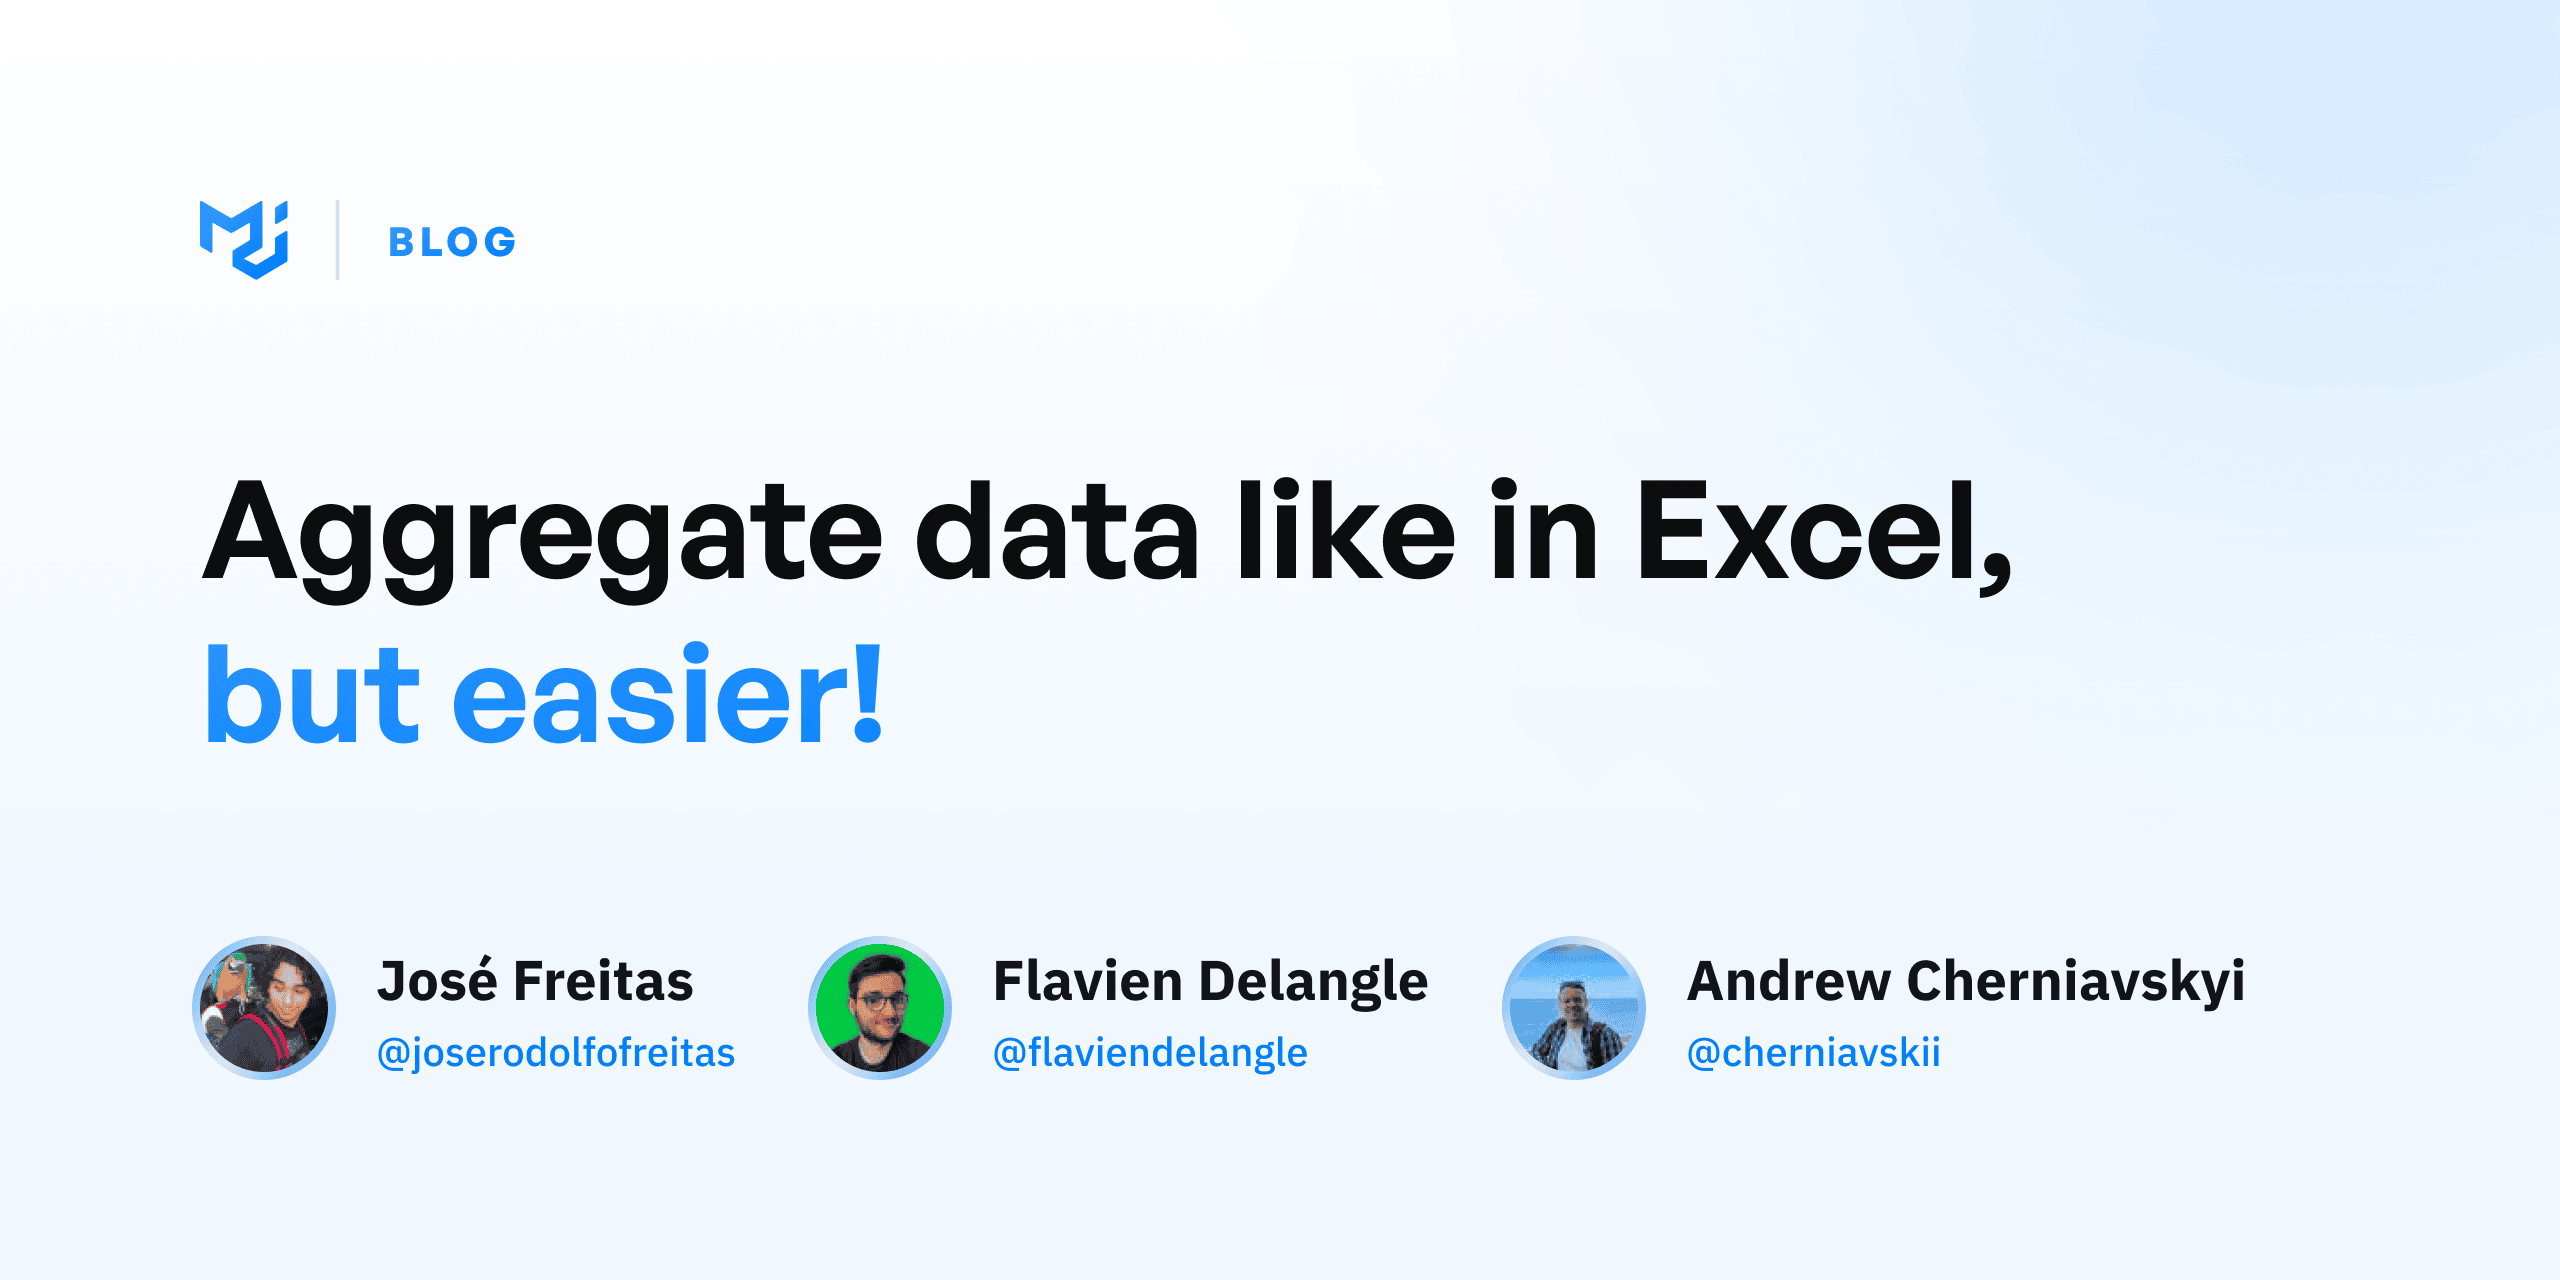 BLOG
Aggregate data like in Excel,
but easier!
José Freitas
@joserodolfofreitas
Flavien Delangle
@flaviendelangle
Andrew Cherniavskyi
@cherniavskii